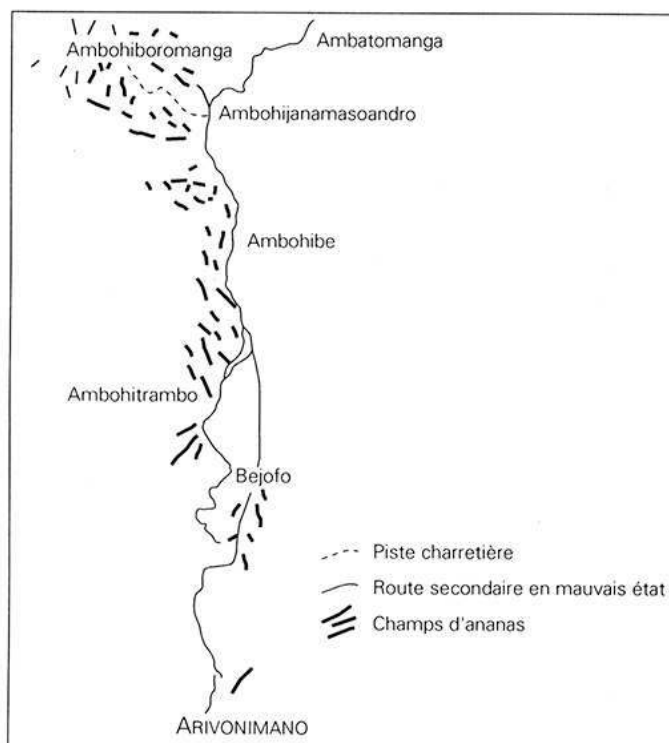 Ambohiboromanga
Ambatomanga
Ambohijanamasoandro
Ambohibe
Ambohitrambo
Bejofo
Piste charretière
Route secondaire en mauvais état
Champs d'ananas
ARIVONIMANO